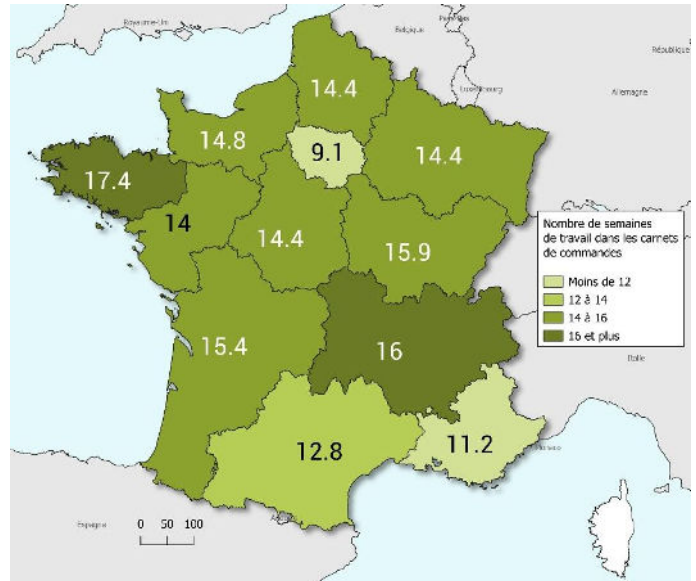 Royaume-Uni
Pays-Bas
Belgique
Luxembourg
Allemagne
14.4
14.8
9.1
14.4
17.4
14
14.4
15.9
Nombre de semaines
de travail dans les carnets
de commandes
Moins de 12
12 à 14
14 à 16
16 et plus
15.4
16
Italie
12.8
11.2
Monaco
Espagne
0 50 100